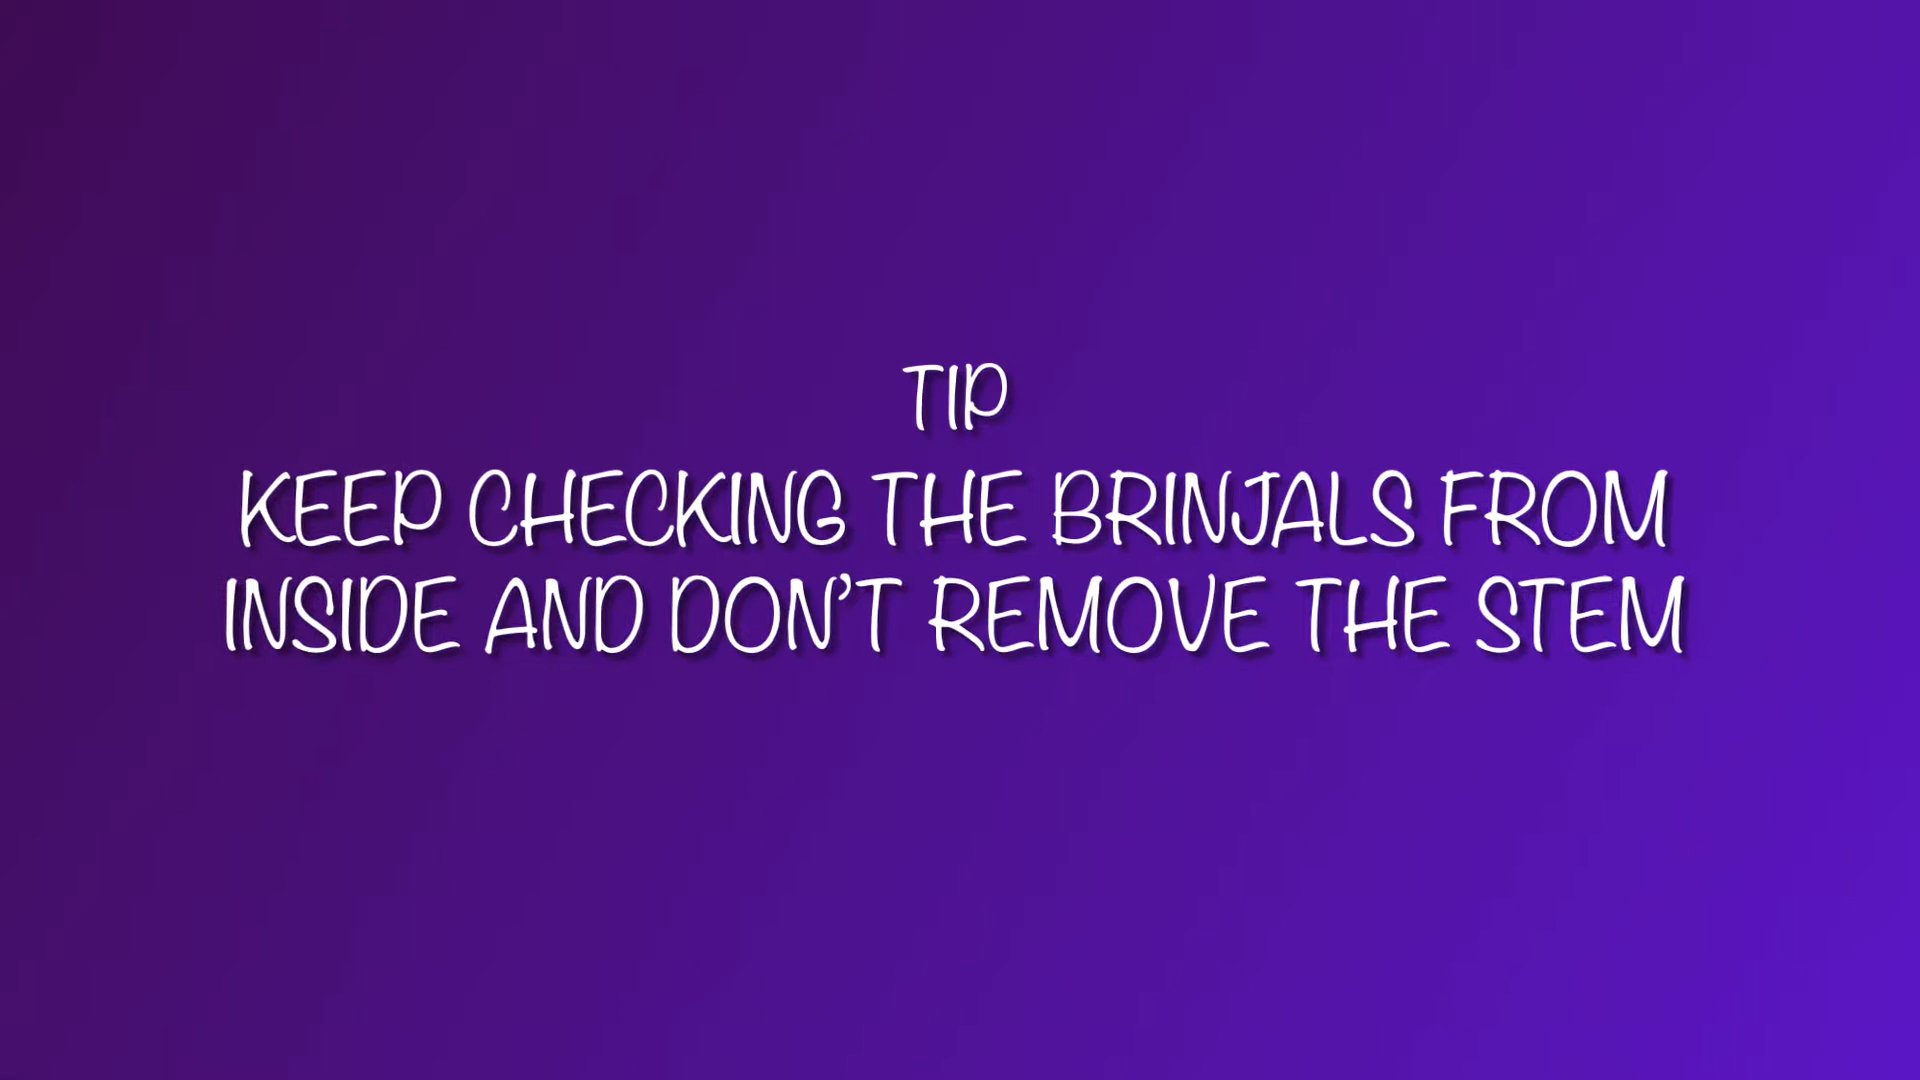 TIP
KEEP CHECKING THE BRINJALS FROM
INSIDE AND DON'T REMOVE THE STEM